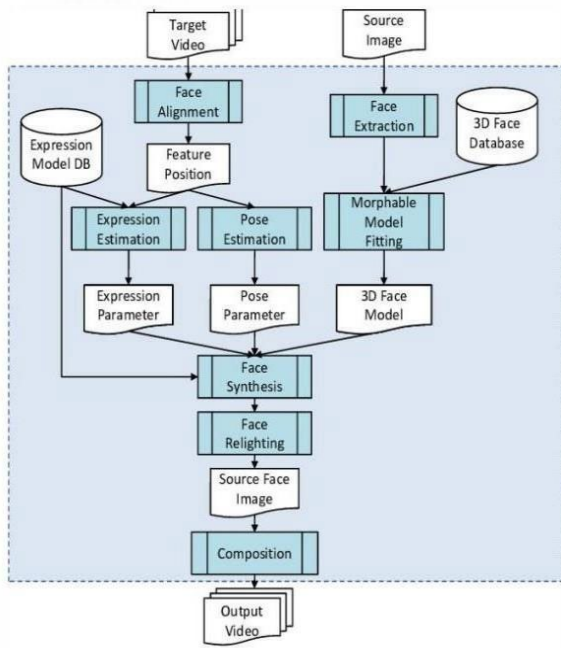 Target
Video
Source
Image
Face
Alignment
Face
Extraction
Expression
Model DB
3D Face
Database
Feature
Position
Expression
Estimation
Pose
Estimation
Morphable
Model
Fitting
Expression
Parameter
Pose
Parameter
3D Face
Model
Face
Synthesis
Face
Relighting
Source Face
Image
Composition
Output
Video